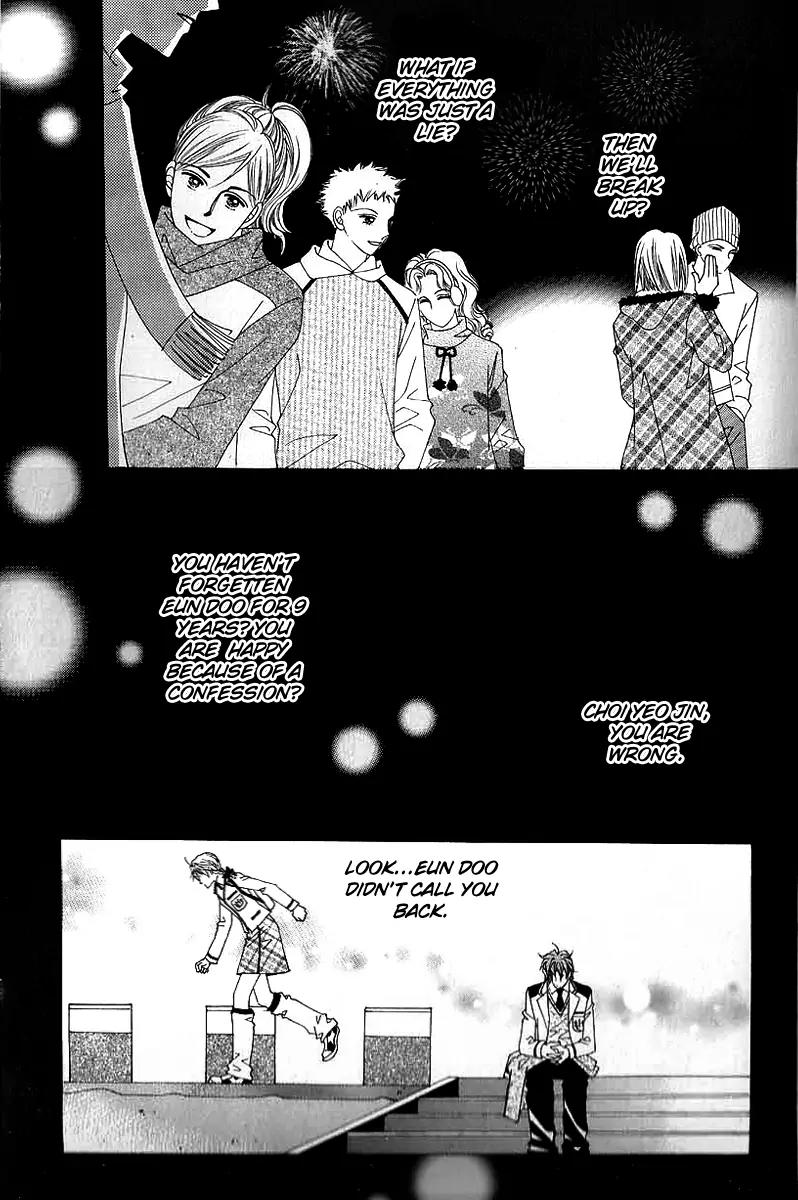 WHAT IF
EVERYTHING
WAS JUST A
LIE?
THEN
WE'LL
BREAK
UP?
YOU HAVEN'T
FORGETTEN
EUN DOO FOR 9
YEARS? YOU
ARE HAPPY
BECAUSE OF A
CONFESSION?
CHOI YEO JIN,
YOU ARE
WRONG.
LOOK...EUN DOO
DIDN'T CALL YOU
BACK.